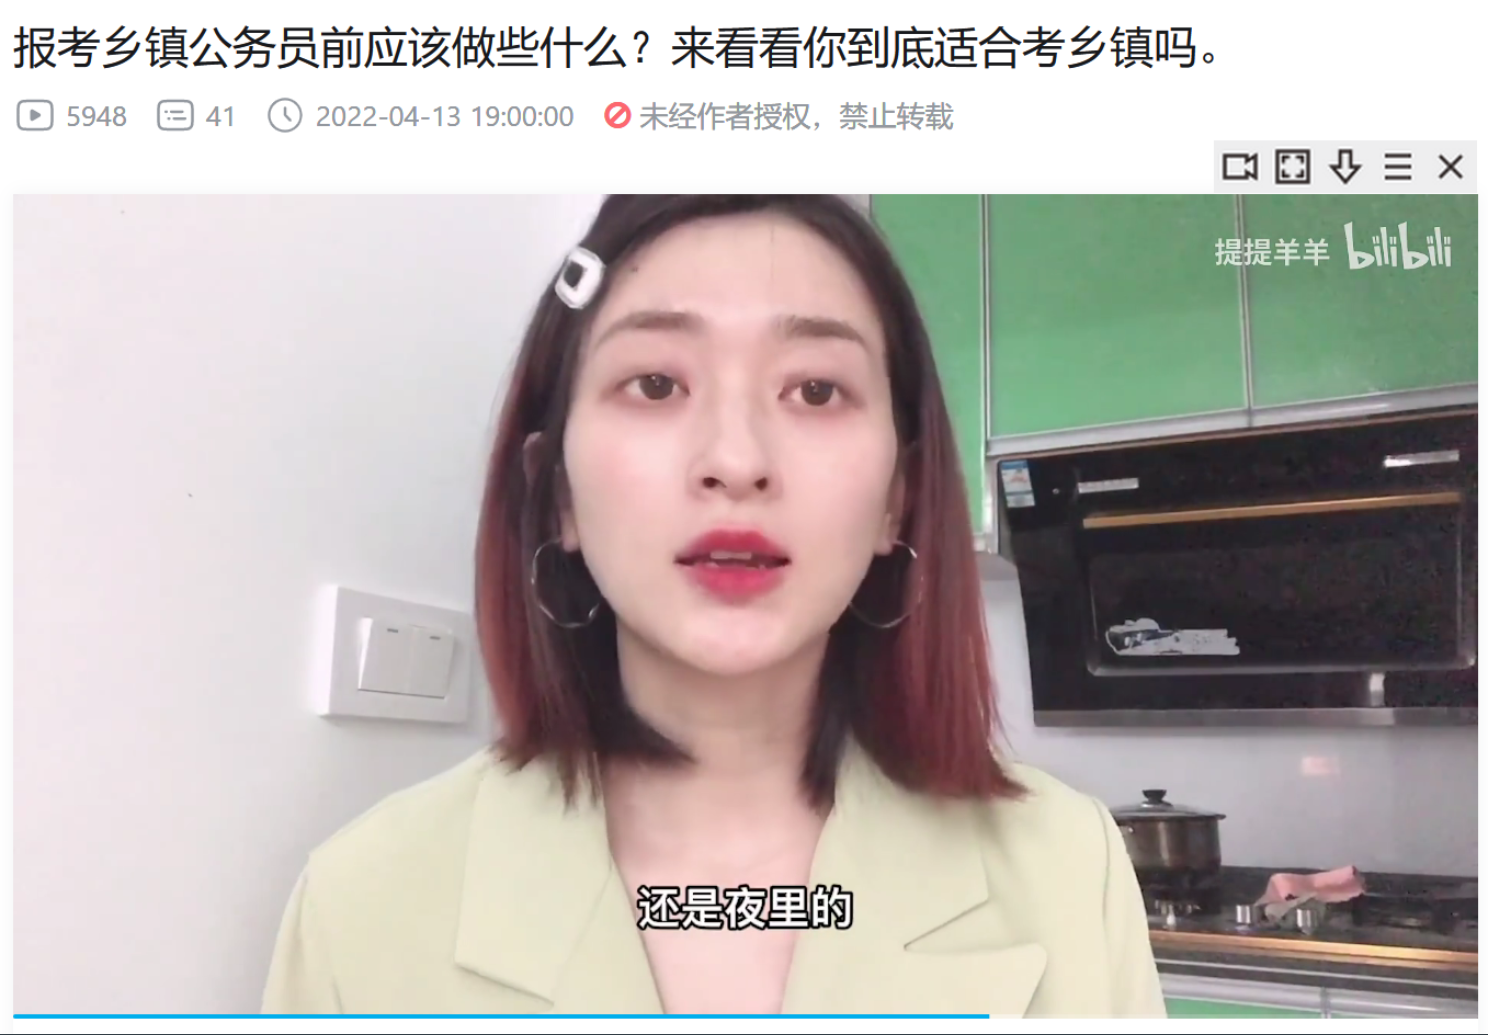 报考乡镇公务员前应该做些什么？来看看你到底适合考乡镇吗。
5948 41 2022-04-13 19:00:00 未经作者授权，禁止转载
提提羊羊 bilibili
还是夜里的